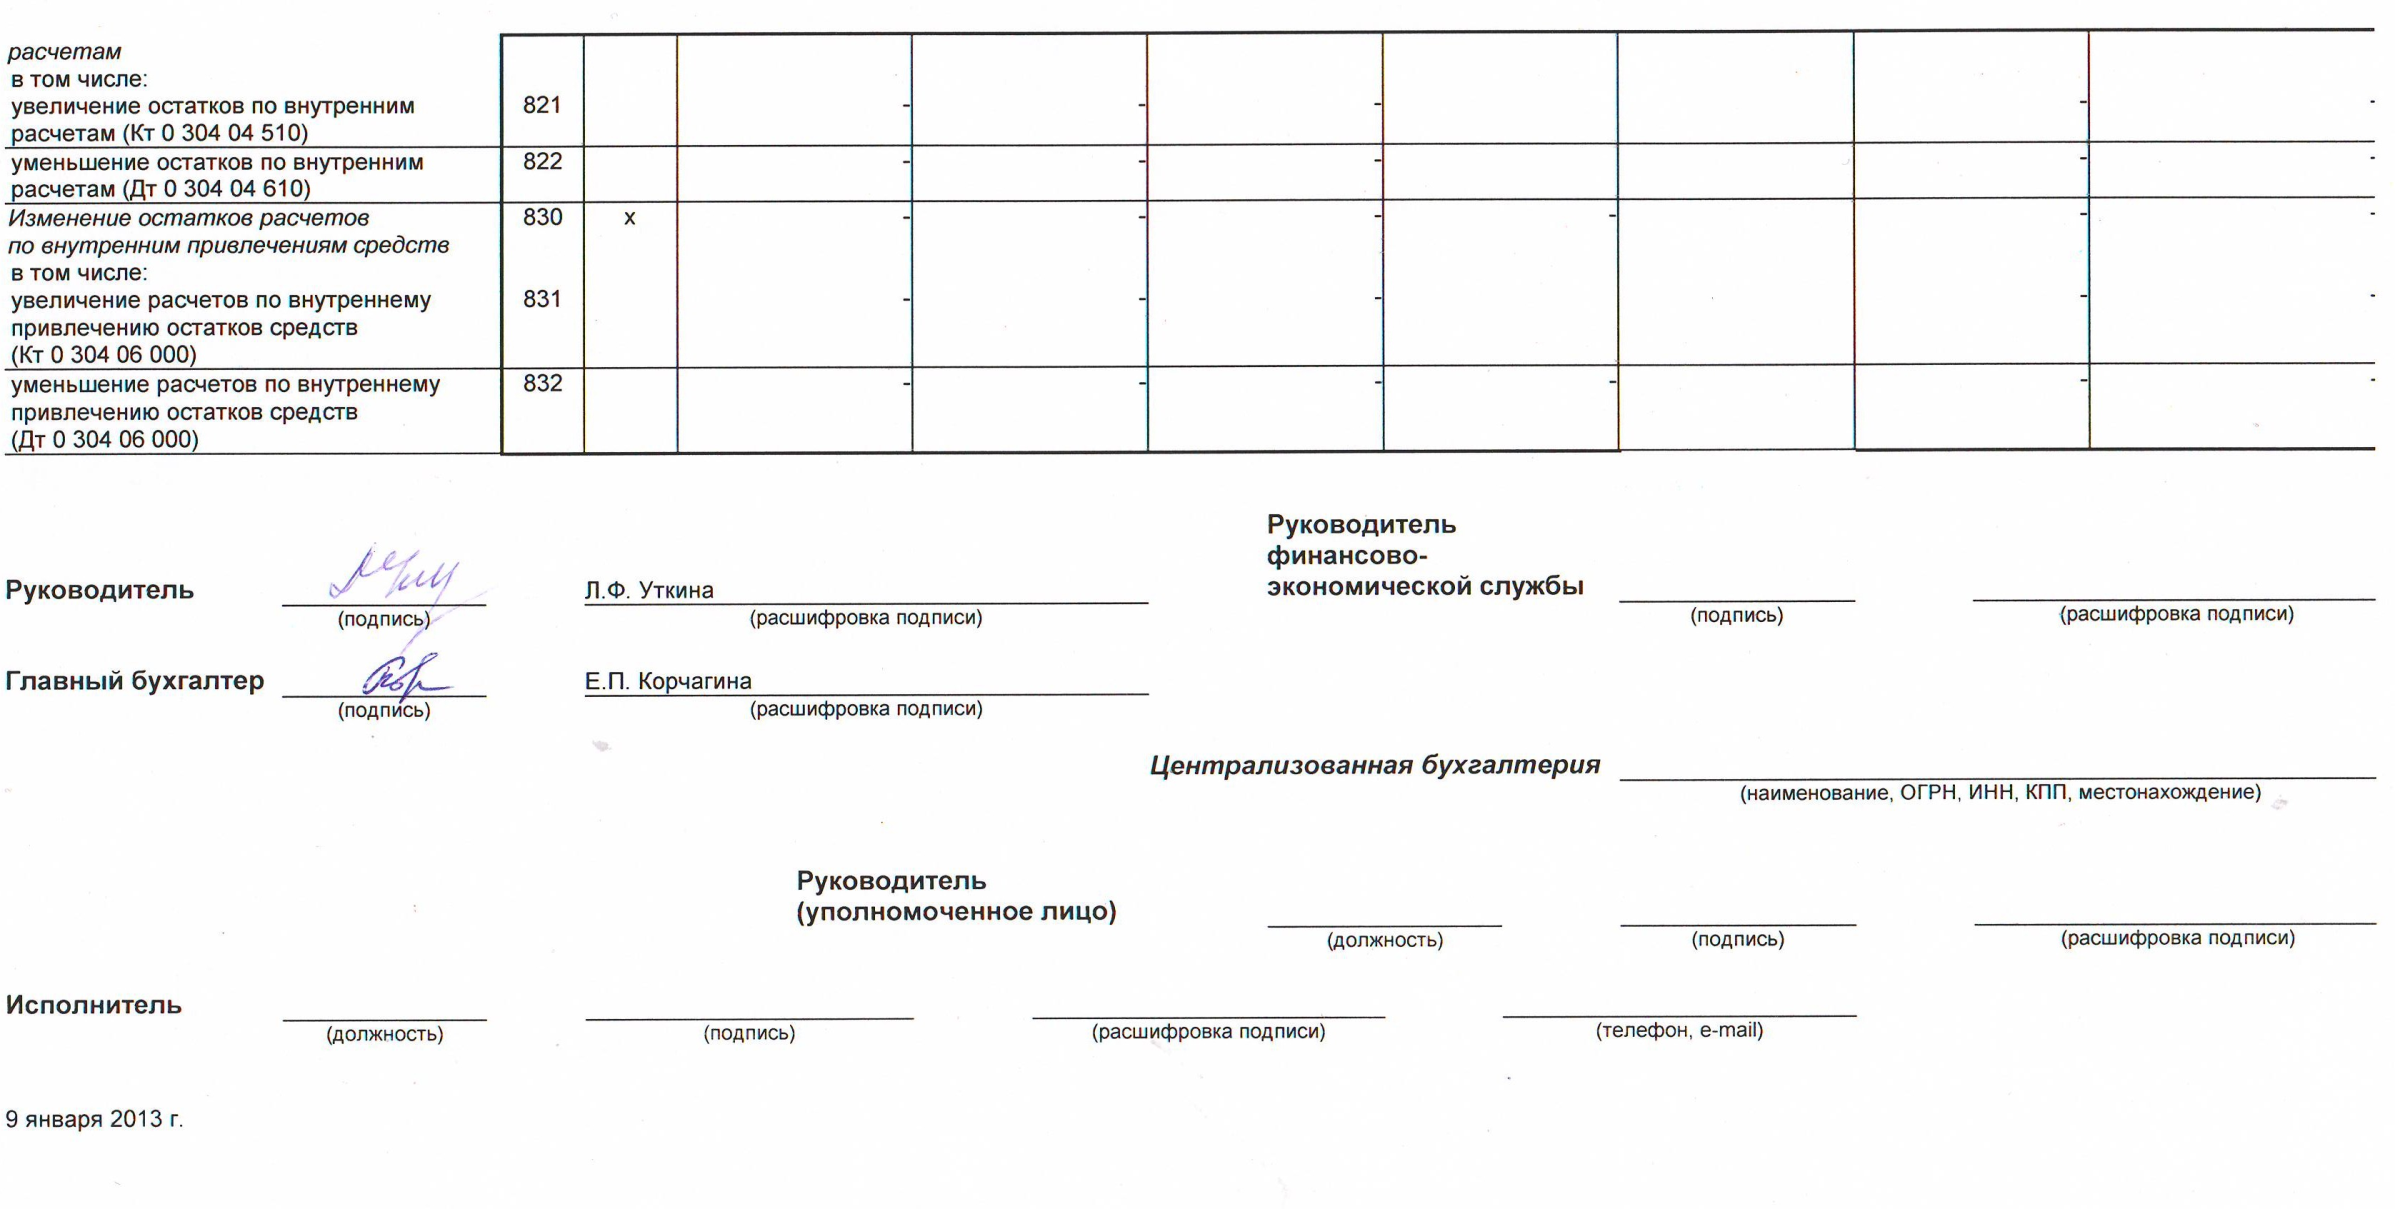 расчетам
в том числе:
увеличение остатков по внутренним 821 - - - - -
расчетам (Кт 0 304 04 510)
уменьшение остатков по внутренним 822 - - - - -
расчетам (Дт 0 304 04 610)
Изменение остатков расчетов 830 х - - - - - -
по внутренним привлечениям средств
в том числе:
увеличение расчетов по внутреннему 831 - - - - -
привлечению остатков средств
(Кт 0 304 06 000)
уменьшение расчетов по внутреннему 832 - - - - - -
привлечению остатков средств
(Дт 0 304 06 000)
Руководитель
финансово-
Руководитель Л.Ф. Уткина экономической службы
(подпись) (расшифровка подписи) (подпись) (расшифровка подписи)
Главный бухгалтер Е.П. Корчагина
(подпись) (расшифровка подписи)
Централизованная бухгалтерия
(наименование, ОГРН, ИНН, КПП, местонахождение)
Руководитель
(уполномоченное лицо)
(должность) (подпись) (расшифровка подписи)
Исполнитель
(должность) (подпись) (расшифровка подписи) (телефон, e-mail)
9 января 2013 г.